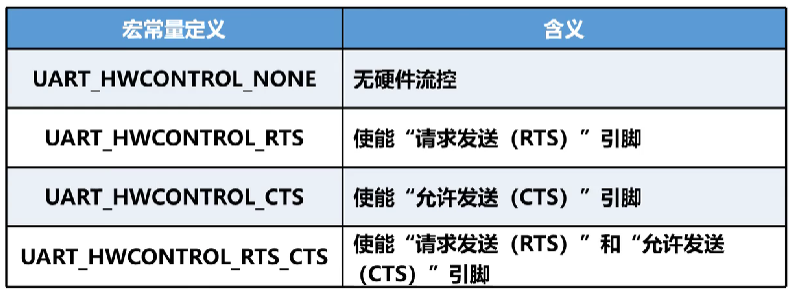 宏常量定义 含义
UART_HWCONTROL_NONE 无硬件流控
UART_HWCONTROL_RTS 使能“请求发送（RTS）”引脚
UART_HWCONTROL_CTS 使能“允许发送（CTS）”引脚
UART_HWCONTROL_RTS_CTS 使能“请求发送（RTS）”和“允许发送
（CTS）”引脚